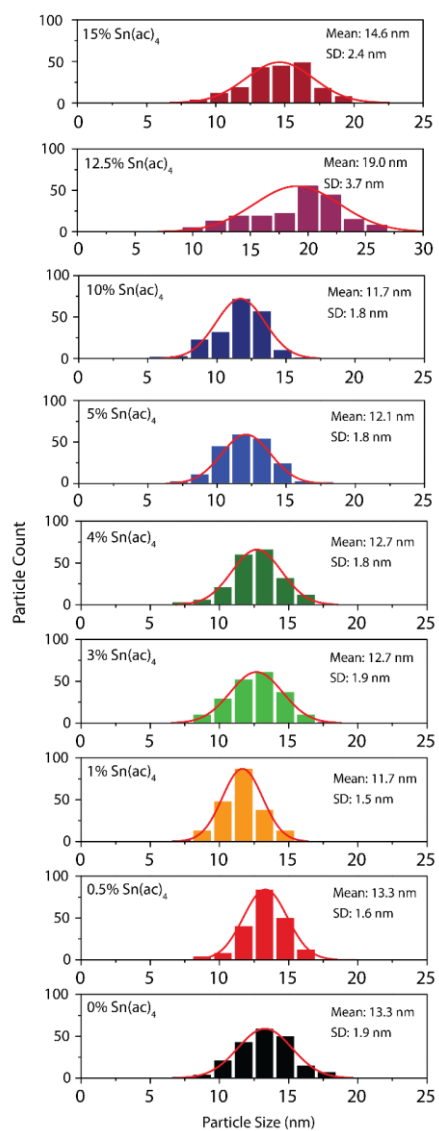 15% Sn(ac)4
Mean: 14.6 nm
SD: 2.4 nm
100
50
0
0 5 10 15 20 25
12.5% Sn(ac)4
Mean: 19.0 nm
SD: 3.7 nm
100
50
0
0 5 10 15 20 25 30
10% Sn(ac)4
Mean: 11.7 nm
SD: 1.8 nm
100
50
0
0 5 10 15 20 25
5% Sn(ac)4
Mean: 12.1 nm
SD: 1.8 nm
100
50
0
0 5 10 15 20 25
Particle Count
4% Sn(ac)4
Mean: 12.7 nm
SD: 1.8 nm
100
50
0
0 5 10 15 20 25
3% Sn(ac)4
Mean: 12.7 nm
SD: 1.9 nm
100
50
0
0 5 10 15 20 25
1% Sn(ac)4
Mean: 11.7 nm
SD: 1.5 nm
100
50
0
0 5 10 15 20 25
0.5% Sn(ac)4
Mean: 13.3 nm
SD: 1.6 nm
100
50
0
0 5 10 15 20 25
0% Sn(ac)4
Mean: 13.3 nm
SD: 1.9 nm
100
50
0
0 5 10 15 20 25
Particle Size (nm)